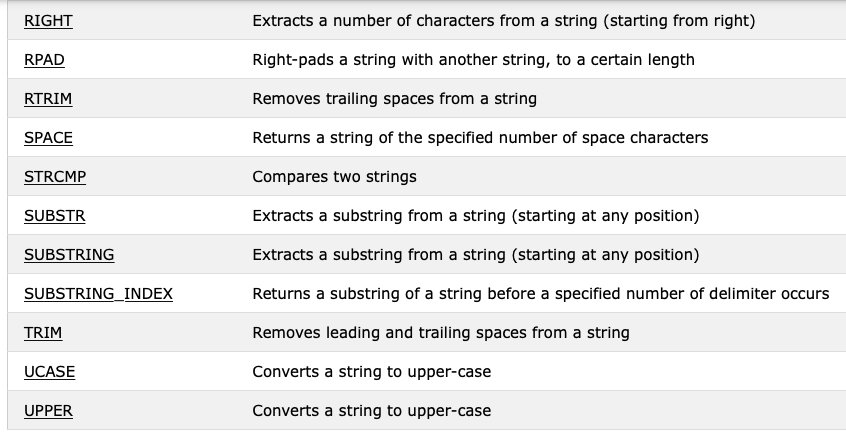 RIGHT Extracts a number of characters from a string (starting from right)
RPAD Right-pads a string with another string, to a certain length
RTRIM Removes trailing spaces from a string
SPACE Returns a string of the specified number of space characters
STRCMP Compares two strings
SUBSTR Extracts a substring from a string (starting at any position)
SUBSTRING Extracts a substring from a string (starting at any position)
SUBSTRING_INDEX Returns a substring of a string before a specified number of delimiter occurs
TRIM Removes leading and trailing spaces from a string
UCASE Converts a string to upper-case
UPPER Converts a string to upper-case